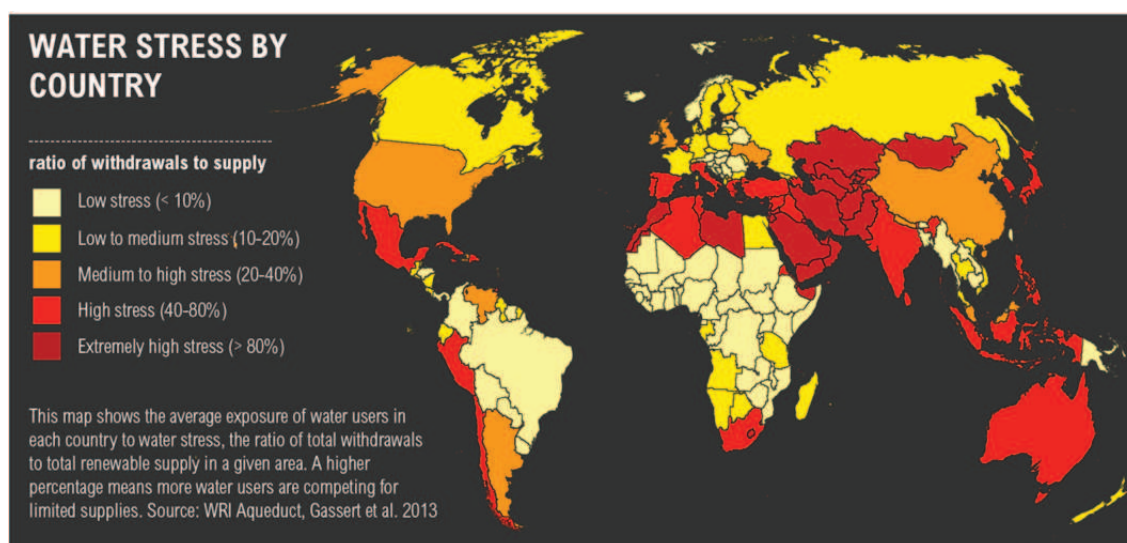 WATER STRESS BY
COUNTRY
ratio of withdrawals to supply
Low stress (< 10%)
Low to medium stress (10-20%)
Medium to high stress (20-40%)
High stress (40-80%)
Extremely high stress (> 80%)
This map shows the average exposure of water users in
each country to water stress, the ratio of total withdrawals
to total renewable supply in a given area. A higher
percentage means more water users are competing for
limited supplies. Source: WRI Aqueduct, Gassert et al. 2013